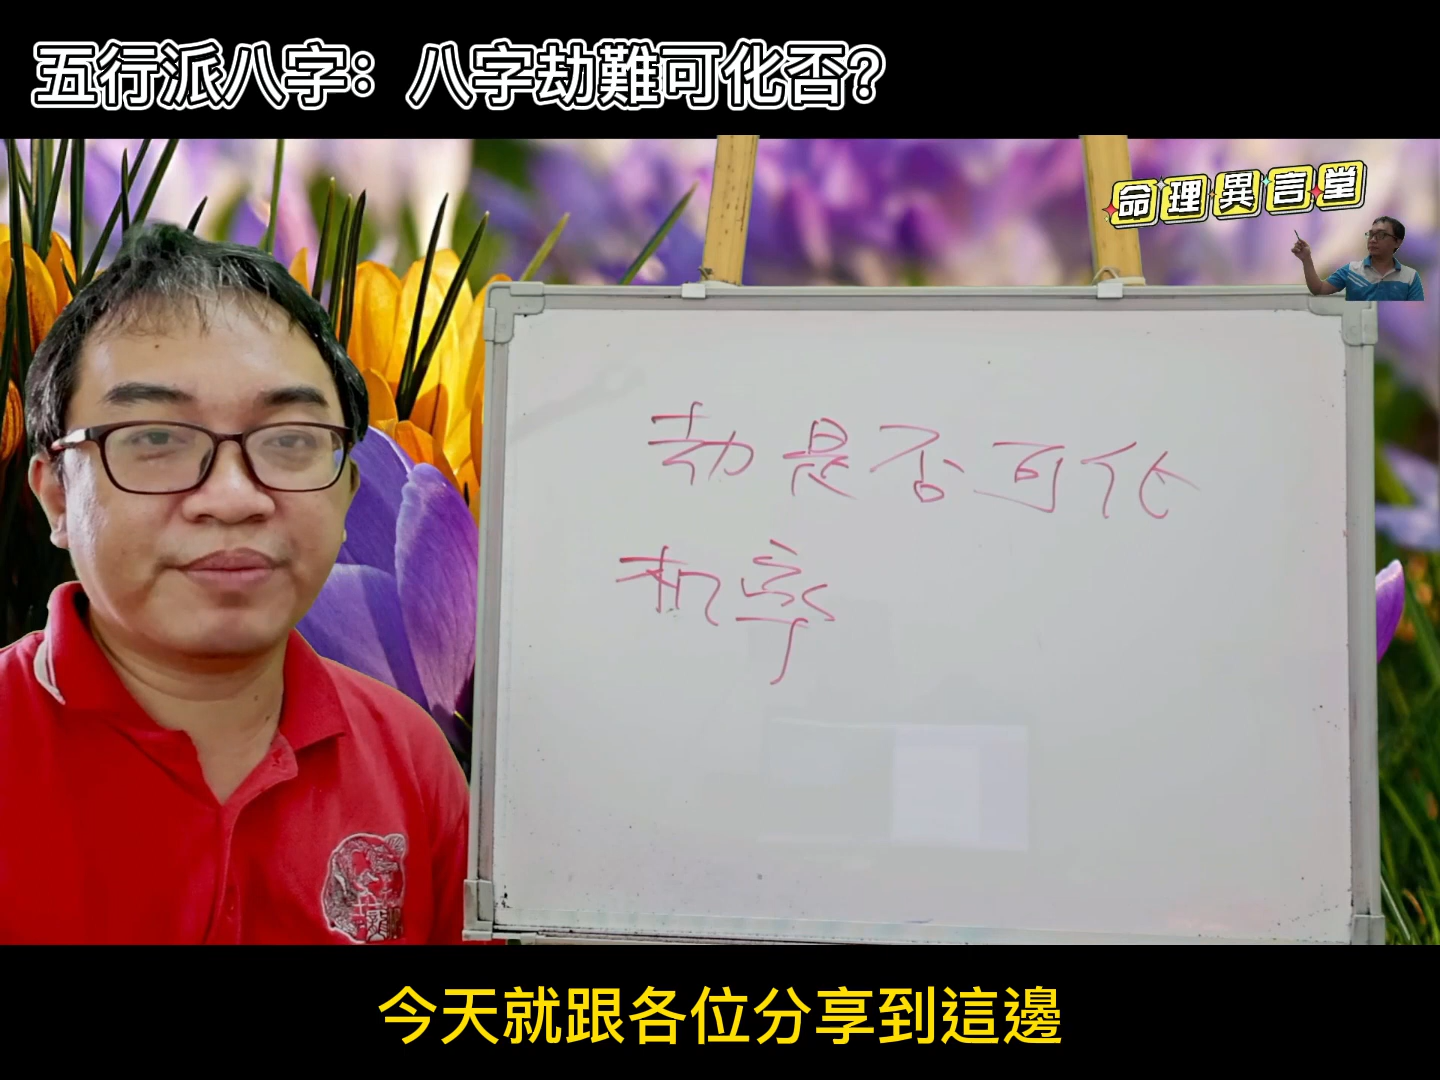 五行派八字：八字劫難可化否？
命理異言堂
劫是否可化
机率
今天就跟各位分享到這邊